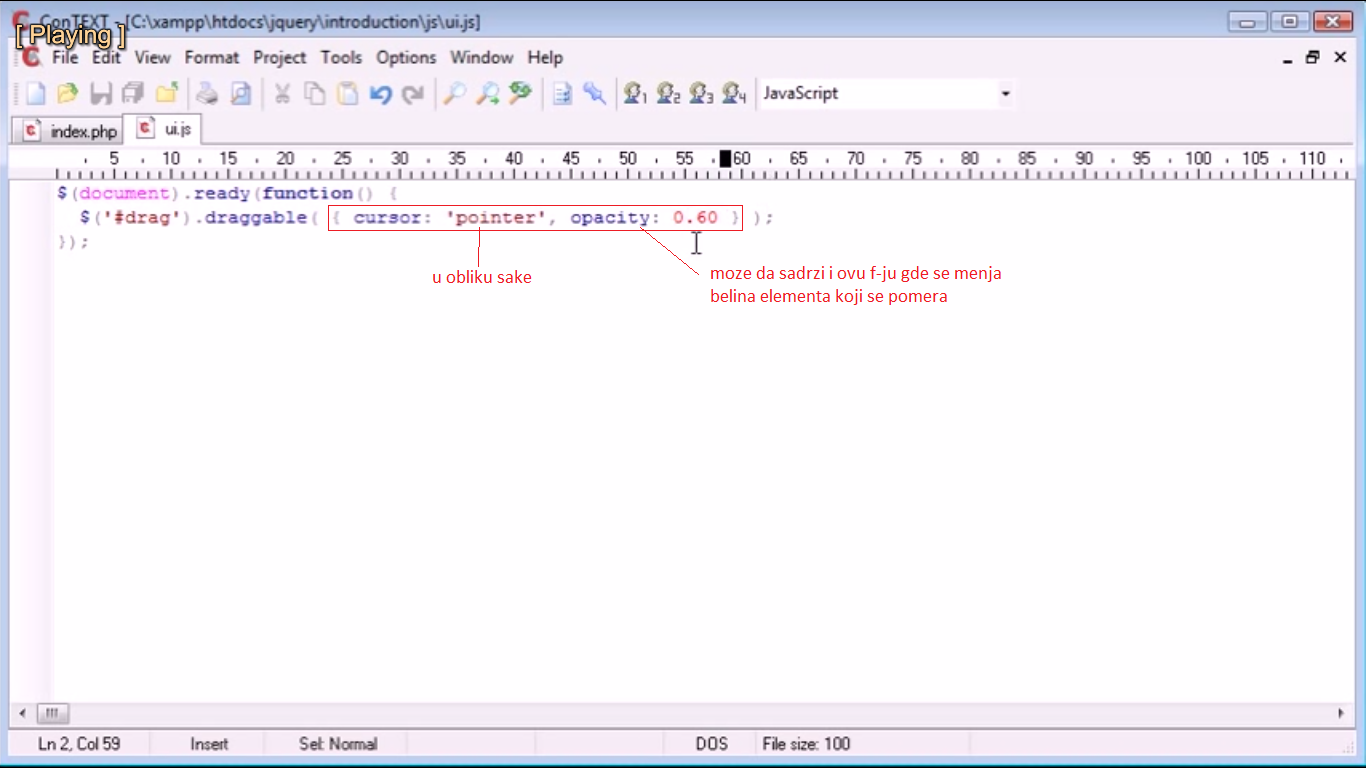 ConTEXT - [C:\xampp\htdocs\jquery\introduction\js\ui.js]
[ Playing ]
File Edit View Format Project Tools Options Window Help
1 2 3 4 JavaScript
index.php ui.js
5 10 15 20 25 30 35 40 45 50 55 60 65 70 75 80 85 90 95 100 105 110
$(document).ready(function() {
$('#drag').draggable( { cursor: 'pointer', opacity: 0.60 } );
});
u obliku sake
moze da sadrzi i ovu f-ju gde se menja
belina elementa koji se pomera
Ln 2, Col 59 Insert Sel: Normal DOS File size: 100